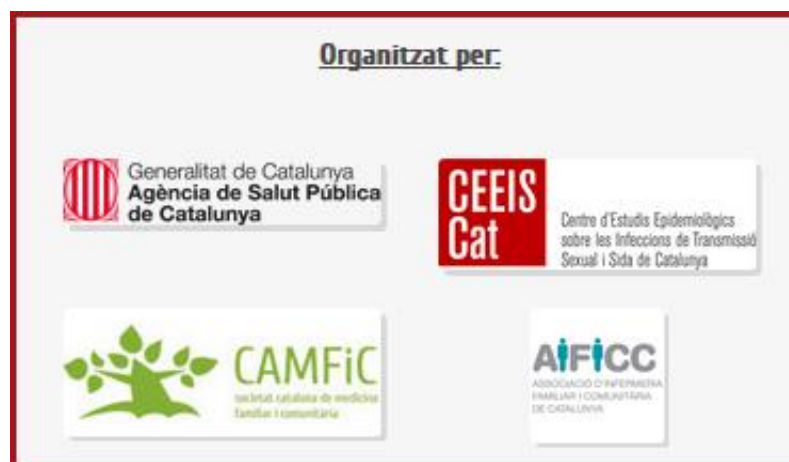 Organitzat per:
Generalitat de Catalunya
Agència de Salut Pública
de Catalunya
CEEIS
Cat
Centre d'Estudis Epidemiològics
sobre les Infeccions de Transmissió
Sexual i Sida de Catalunya
CAMFiC
societat catalana de medicina
familiar i comunitària
AiFiCC
ASSOCIACIÓ D'INFERMERIA
FAMILIAR I COMUNITÀRIA
DE CATALUNYA